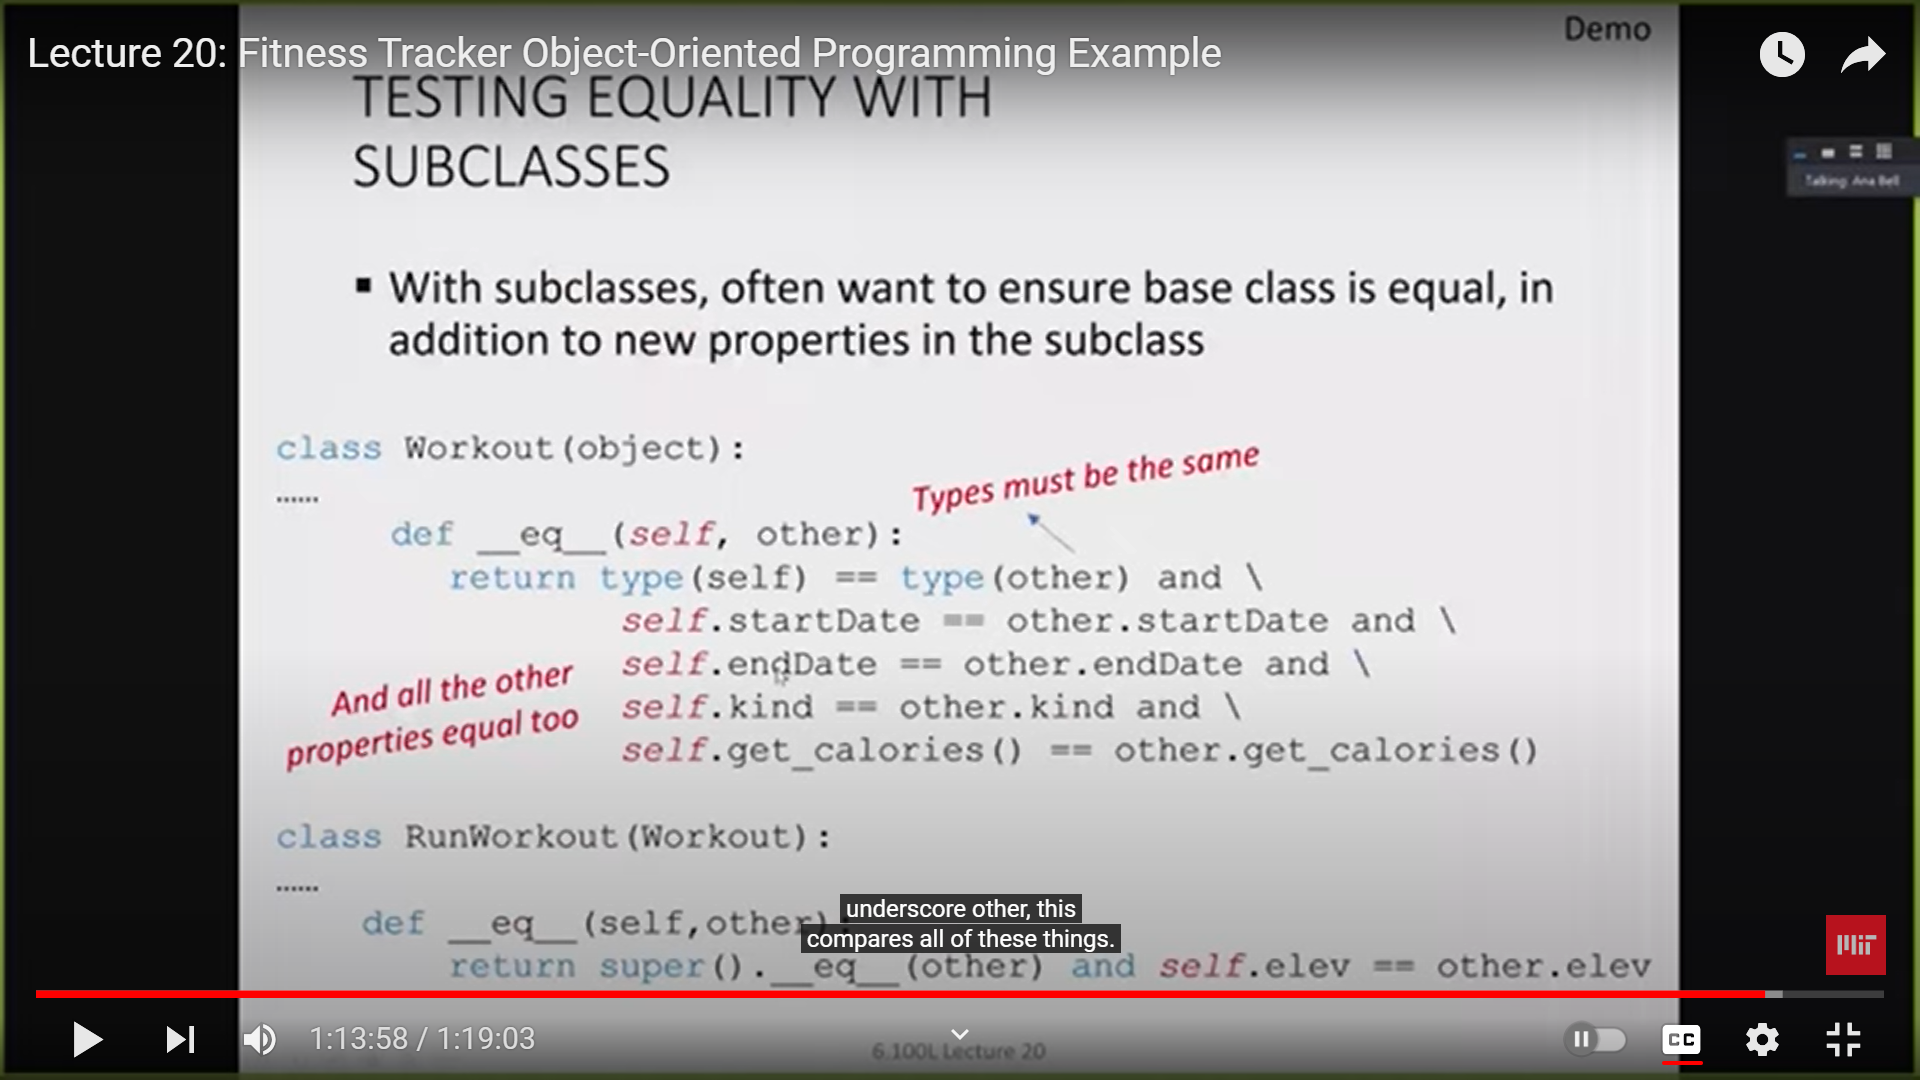 Demo
Lecture 20: Fitness Tracker Object-Oriented Programming Example
TESTING EQUALITY WITH
SUBCLASSES
Talking: Ana Bell
▪ With subclasses, often want to ensure base class is equal, in
addition to new properties in the subclass
class Workout(object):
......
Types must be the same
def __eq__(self, other):
return type(self) == type(other) and \
self.startDate == other.startDate and \
self.endDate == other.endDate and \
self.kind == other.kind and \
self.get_calories() == other.get_calories()
And all the other
properties equal too
class RunWorkout(Workout):
......
def __eq__(self,other):
return super().__eq__(other) and self.elev == other.elev
underscore other, this
compares all of these things.
MIT
1:13:58 / 1:19:03
CC
6.100L Lecture 20